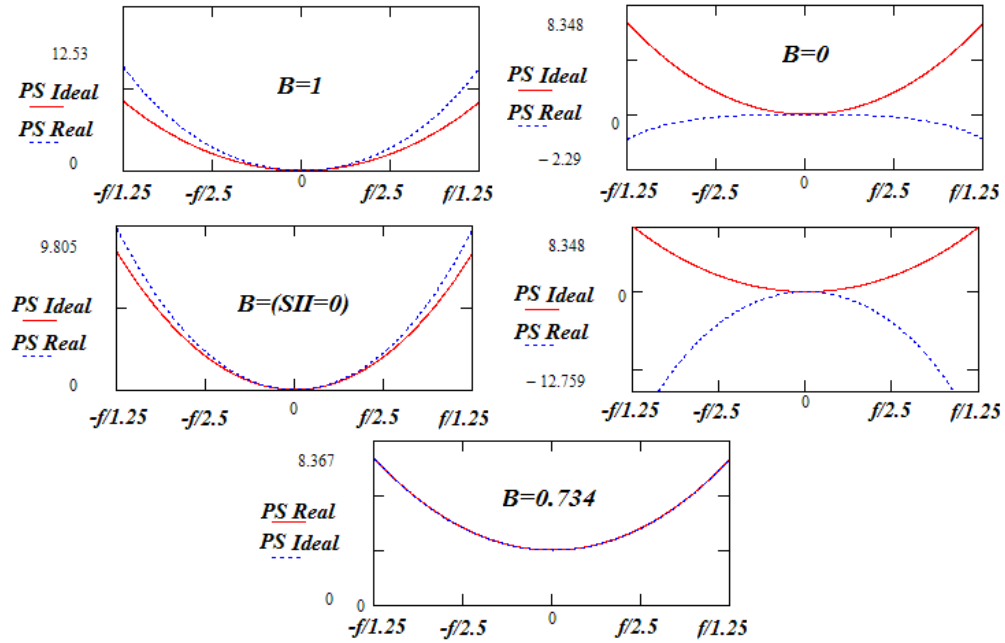 12.53
PS Ideal
PS Real
0
B=1
0
-f/1.25 -f/2.5 f/2.5 f/1.25
8.348
PS Ideal
PS Real
0
− 2.29
B=0
0
-f/1.25 -f/2.5 f/2.5 f/1.25
9.805
PS Ideal
PS Real
0
B=(SII=0)
0
-f/1.25 -f/2.5 f/2.5 f/1.25
8.348
0
PS Ideal
PS Real
− 12.759
0
-f/1.25 -f/2.5 f/2.5 f/1.25
8.367
PS Real
PS Ideal
0 0
B=0.734
0
-f/1.25 -f/2.5 f/2.5 f/1.25